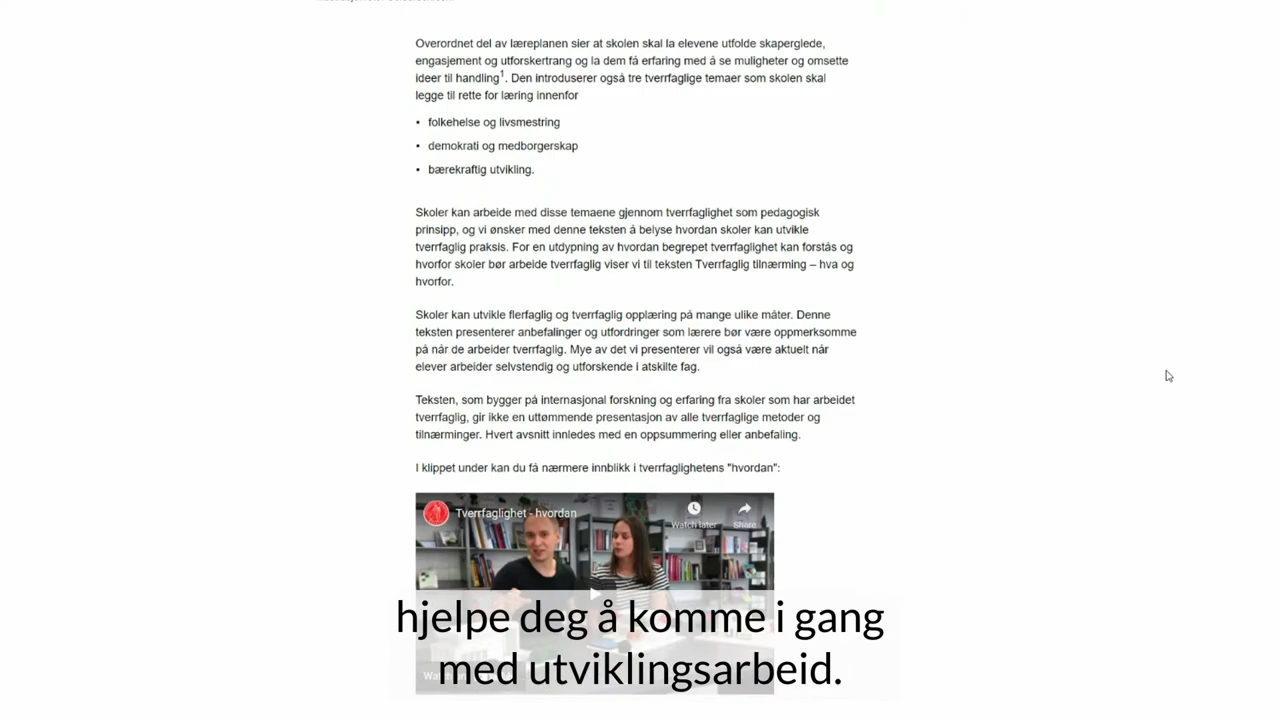 Overordnet del av læreplanen sier at skolen skal la elevene utfolde skaperglede,
engasjement og utforskertrang og la dem få erfaring med å se muligheter og omsette
ideer til handling1. Den introduserer også tre tverrfaglige temaer som skolen skal
legge til rette for læring innenfor
• folkehelse og livsmestring
• demokrati og medborgerskap
• bærekraftig utvikling.
Skoler kan arbeide med disse temaene gjennom tverrfaglighet som pedagogisk
prinsipp, og vi ønsker med denne teksten å belyse hvordan skoler kan utvikle
tverrfaglig praksis. For en utdypning av hvordan begrepet tverrfaglighet kan forstås og
hvorfor skoler bør arbeide tverrfaglig viser vi til teksten Tverrfaglig tilnærming – hva og
hvorfor.
Skoler kan utvikle flerfaglig og tverrfaglig opplæring på mange ulike måter. Denne
teksten presenterer anbefalinger og utfordringer som lærere bør være oppmerksomme
på når de arbeider tverrfaglig. Mye av det vi presenterer vil også være aktuelt når
elever arbeider selvstendig og utforskende i atskilte fag.
Teksten, som bygger på internasjonal forskning og erfaring fra skoler som har arbeidet
tverrfaglig, gir ikke en uttømmende presentasjon av alle tverrfaglige metoder og
tilnærminger. Hvert avsnitt innledes med en oppsummering eller anbefaling.
I klippet under kan du få nærmere innblikk i tverrfaglighetens "hvordan":
Tverrfaglighet - hvordan
Watch later
Share
hjelpe deg å komme i gang
med utviklingsarbeid.